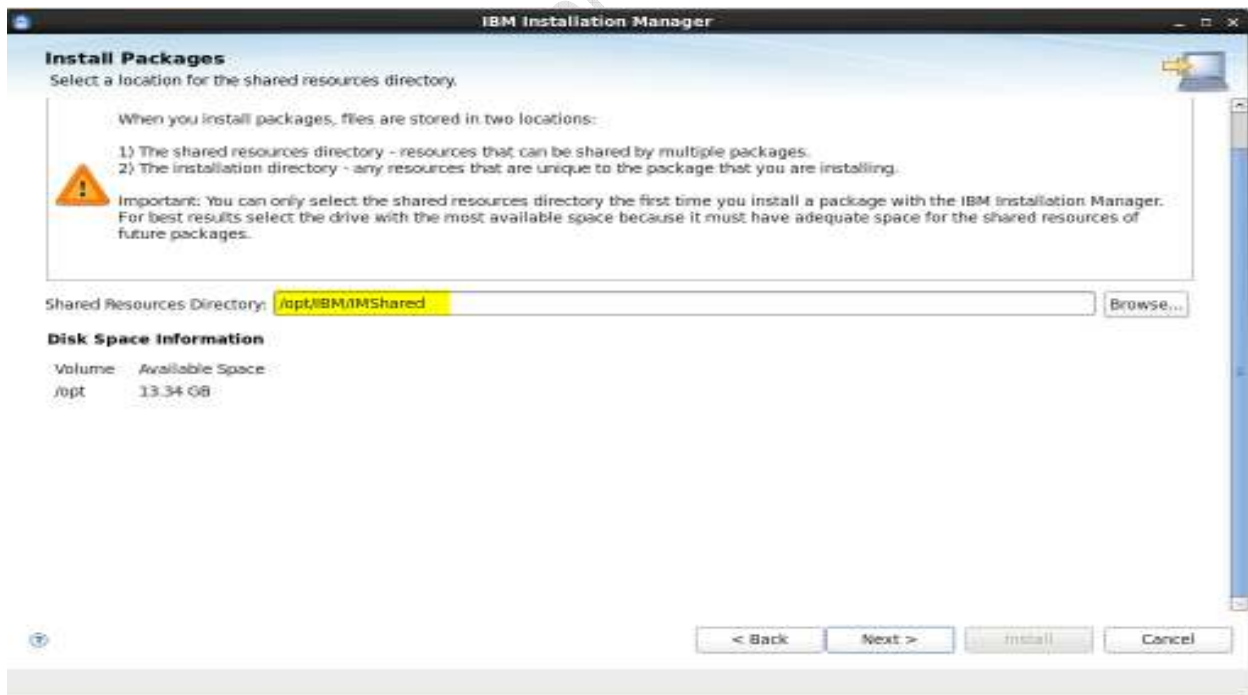 IBM Installation Manager
Install Packages
Select a location for the shared resources directory.
When you install packages, files are stored in two locations:
1) The shared resources directory - resources that can be shared by multiple packages.
2) The installation directory - any resources that are unique to the package that you are installing.
Important: You can only select the shared resources directory the first time you install a package with the IBM Installation Manager.
For best results select the drive with the most available space because it must have adequate space for the shared resources of
future packages.
Shared Resources Directory: /opt/IBM/IMShared Browse...
Disk Space Information
Volume Available Space
/opt 13.34 GB
< Back Next > Install Cancel